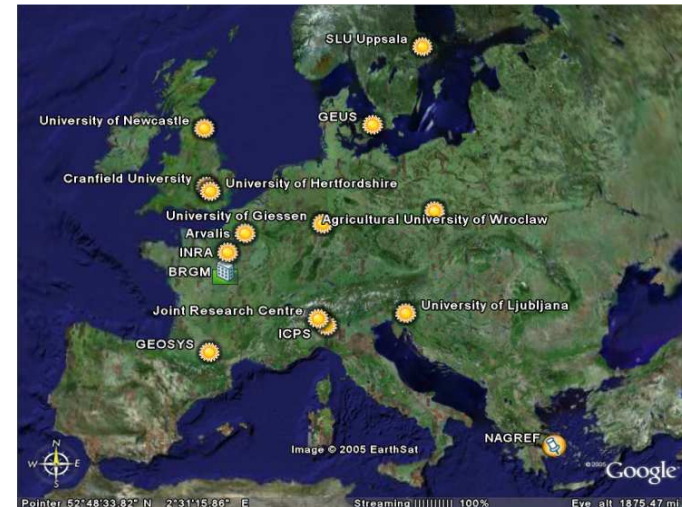 SLU Uppsala
University of Newcastle
GEUS
Cranfield University
University of Hertfordshire
University of Giessen
Agricultural University of Wroclaw
Arvalis
INRA
BRGM
Joint Research Centre
University of Ljubljana
ICPS
GEOSYS
NAGREF
N
W
E
S
Image © 2005 EarthSat
© 2005 Google
Pointer 52°48'33.82" N 2°31'15.86" E Streaming |||||||||| 100% Eye alt 1875.47 mi